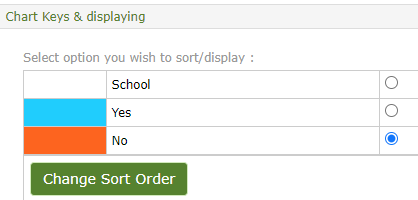 Chart Keys & displaying
Select option you wish to sort/display :
School
Yes
No
Change Sort Order